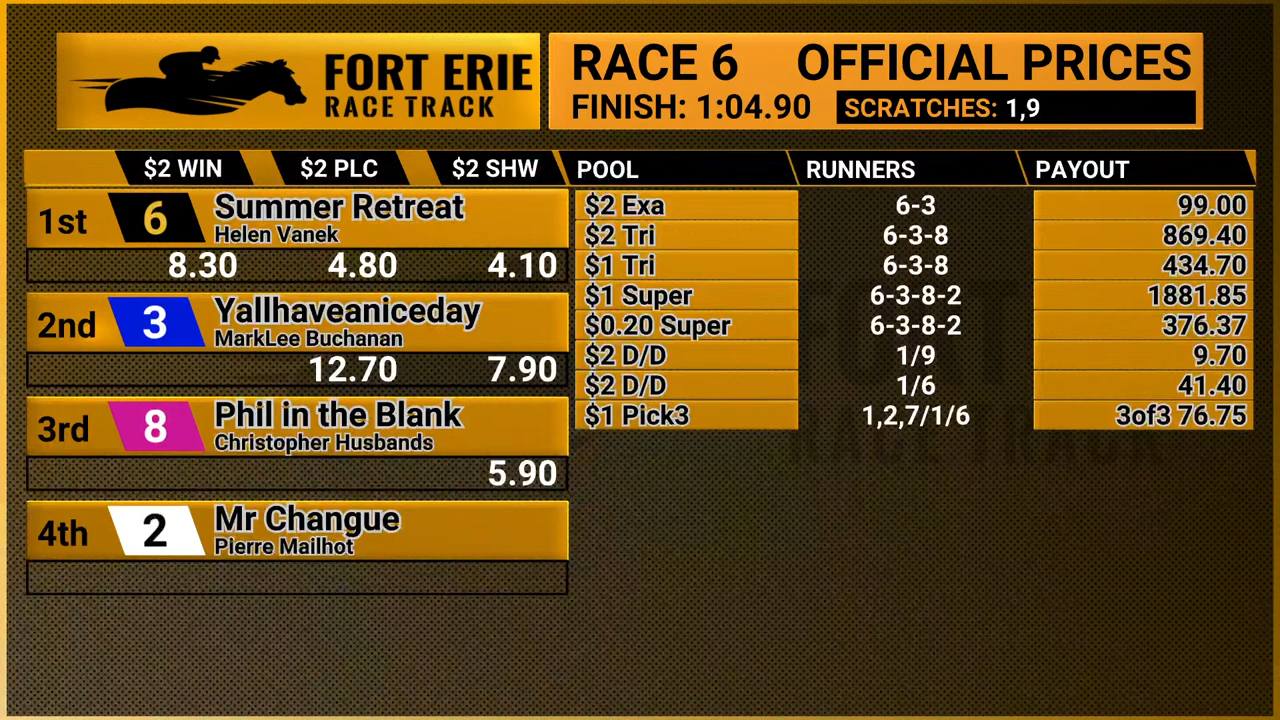 FORT ERIE
RACE TRACK
RACE 6 OFFICIAL PRICES
FINISH: 1:04.90 SCRATCHES: 1,9
$2 WIN $2 PLC $2 SHW
1st 6 Summer Retreat
Helen Vanek
8.30 4.80 4.10
2nd 3 Yallhaveaniceday
MarkLee Buchanan
12.70 7.90
3rd 8 Phil in the Blank
Christopher Husbands
5.90
4th 2 Mr Changue
Pierre Mailhot
POOL RUNNERS PAYOUT
$2 Exa 6-3 99.00
$2 Tri 6-3-8 869.40
$1 Tri 6-3-8 434.70
$1 Super 6-3-8-2 1881.85
$0.20 Super 6-3-8-2 376.37
$2 D/D 1/9 9.70
$2 D/D 1/6 41.40
$1 Pick3 1,2,7/1/6 3of3 76.75